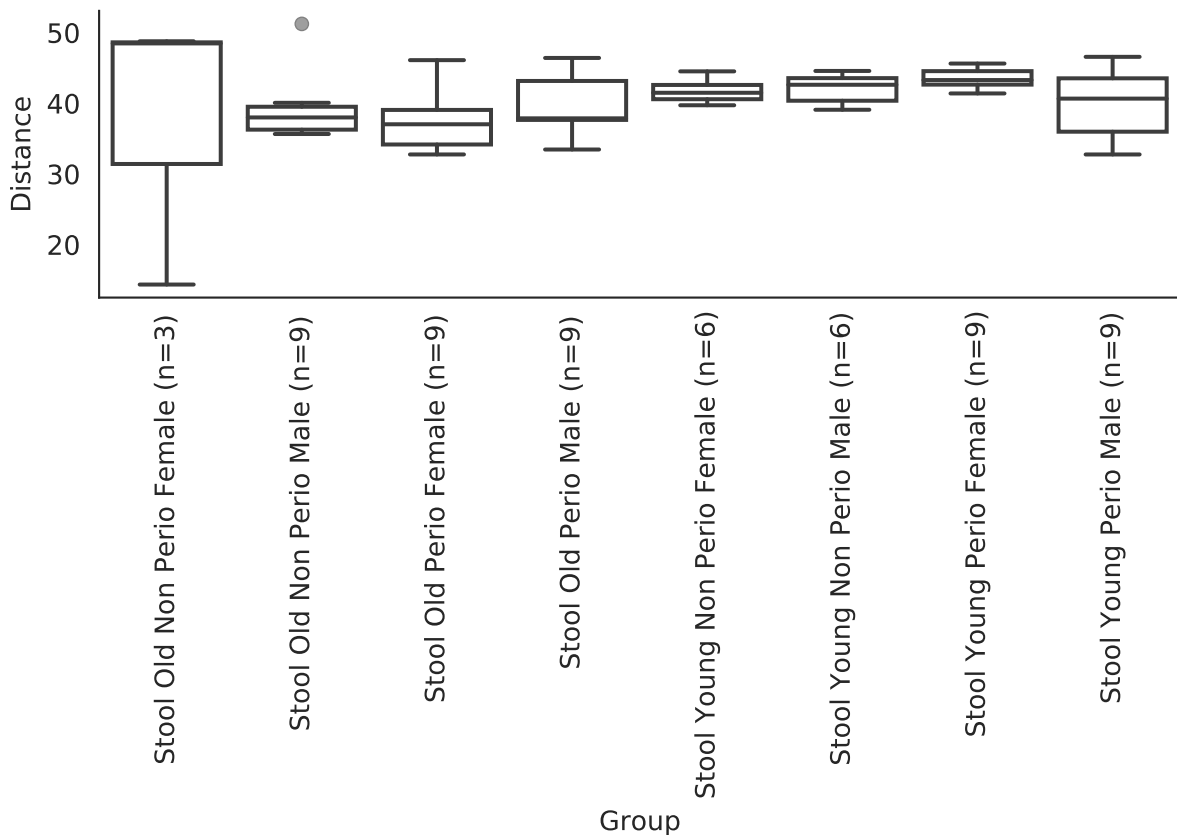 50
40
30
20
Distance
Stool Old Non Perio Female (n=3)
Stool Old Non Perio Male (n=9)
Stool Old Perio Female (n=9)
Stool Old Perio Male (n=9)
Stool Young Non Perio Female (n=6)
Stool Young Non Perio Male (n=6)
Stool Young Perio Female (n=9)
Stool Young Perio Male (n=9)
Group